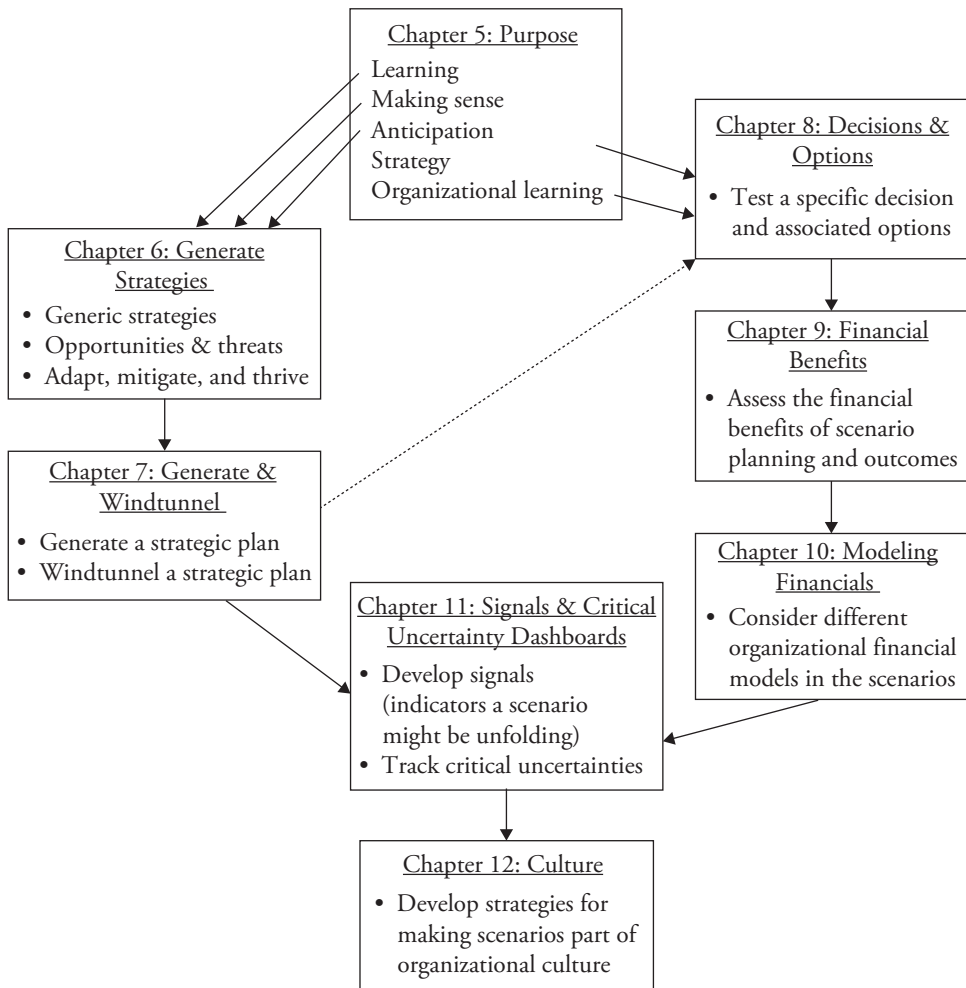 Chapter 5: Purpose
Learning
Making sense
Anticipation
Strategy
Organizational learning
Chapter 6: Generate
Strategies
• Generic strategies
• Opportunities & threats
• Adapt, mitigate, and thrive
Chapter 7: Generate &
Windtunnel
• Generate a strategic plan
• Windtunnel a strategic plan
Chapter 8: Decisions &
Options
• Test a specific decision
and associated options
Chapter 9: Financial
Benefits
• Assess the financial
benefits of scenario
planning and outcomes
Chapter 10: Modeling
Financials
• Consider different
organizational financial
models in the scenarios
Chapter 11: Signals & Critical
Uncertainty Dashboards
• Develop signals
(indicators a scenario
might be unfolding)
• Track critical uncertainties
Chapter 12: Culture
• Develop strategies for
making scenarios part of
organizational culture